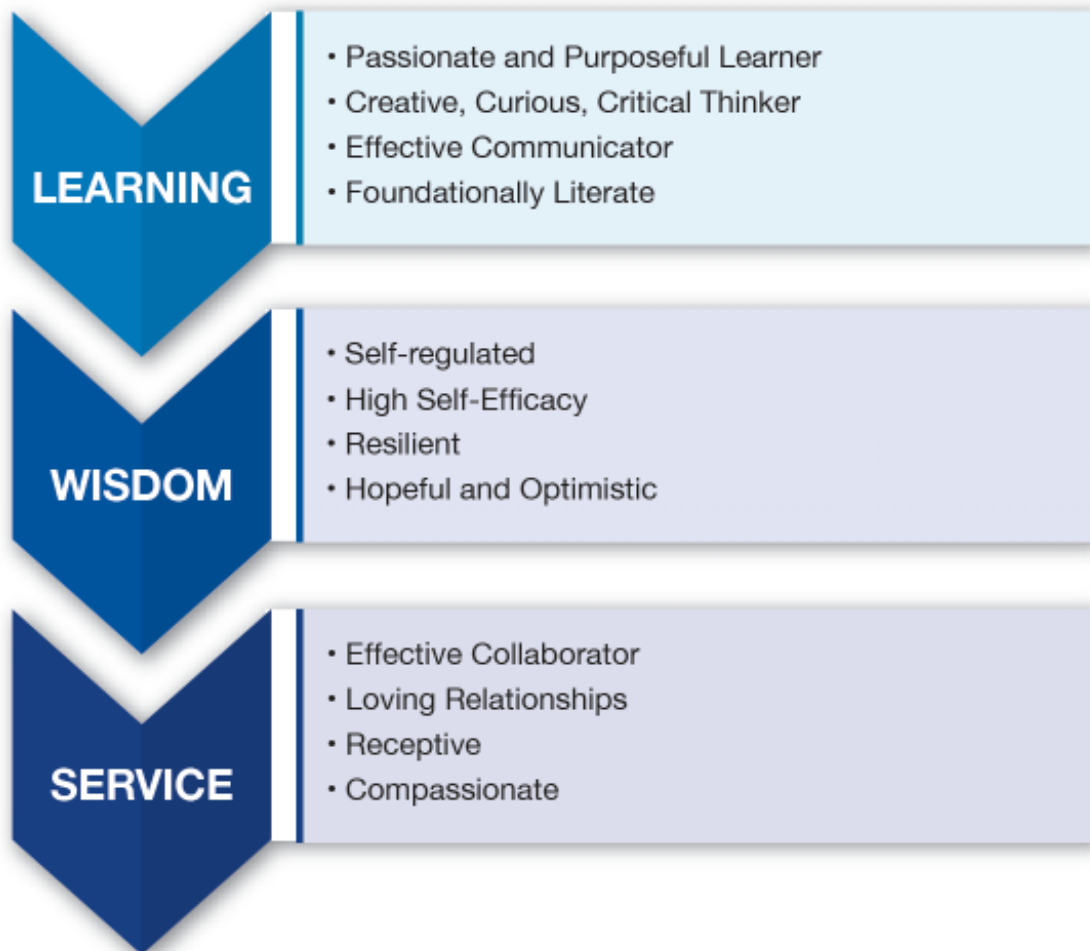 LEARNING
• Passionate and Purposeful Learner
• Creative, Curious, Critical Thinker
• Effective Communicator
• Foundationally Literate
WISDOM
• Self-regulated
• High Self-Efficacy
• Resilient
• Hopeful and Optimistic
SERVICE
• Effective Collaborator
• Loving Relationships
• Receptive
• Compassionate